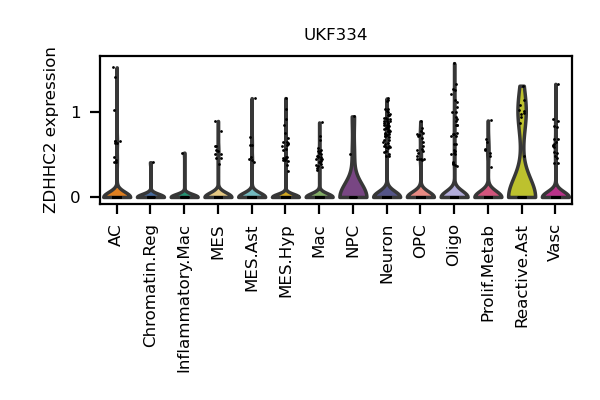 UKF334
ZDHHC2 expression
1
0
AC
Chromatin.Reg
Inflammatory.Mac
MES
MES.Ast
MES.Hyp
Mac
NPC
Neuron
OPC
Oligo
Prolif.Metab
Reactive.Ast
Vasc